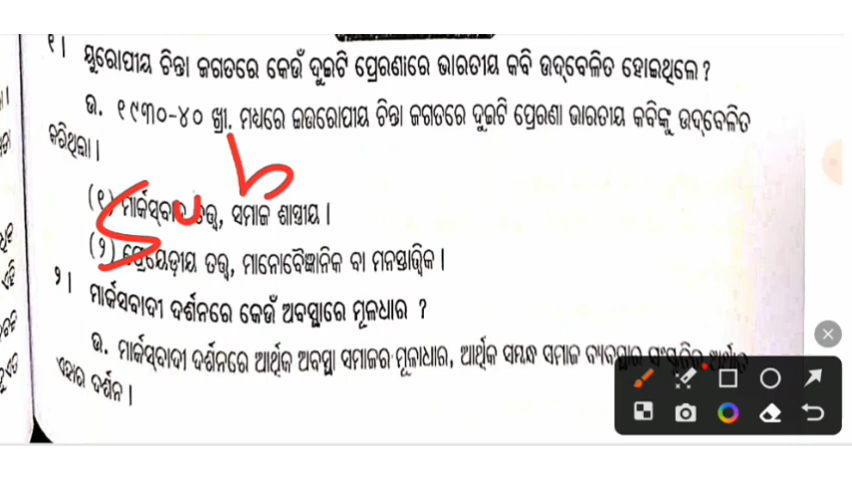 ୧। ୟୁରୋପୀୟ ଚିନ୍ତା ଜଗତରେ କେଉଁ ଦୁଇଟି ପ୍ରେରଣାରେ ଭାରତୀୟ କବି ଉଦ୍‌ବେଳିତ ହୋଇଥିଲେ ?
ଉ. ୧୯୩୦-୪୦ ଖ୍ରୀ. ମଧ୍ୟରେ ଇଉରୋପୀୟ ଚିନ୍ତା ଜଗତରେ ଦୁଇଟି ପ୍ରେରଣା ଭାରତୀୟ କବିଙ୍କୁ ଉଦ୍‌ବେଳିତ
କରିଥିଲା।
(୧) ମାର୍କସ୍‌ବାଦ ତତ୍ତ୍ୱ, ସମାଜ ଶାସ୍ତ୍ରୀୟ।
Sub
(୨) ଫ୍ରେୟେଡ଼ୀୟ ତତ୍ତ୍ୱ, ମାନୋବୈଜ୍ଞାନିକ ବା ମନସ୍ତାତ୍ତ୍ୱିକ।
୨। ମାର୍କସବାଦୀ ଦର୍ଶନରେ କେଉଁ ଅବସ୍ଥାରେ ମୂଳଧାର ?
ଉ. ମାର୍କସ୍‌ବାଦୀ ଦର୍ଶନରେ ଆର୍ଥିକ ଅବସ୍ଥା ସମାଜର ମୂଳାଧାର, ଆର୍ଥିକ ସମ୍ବନ୍ଧ ସମାଜ ବ୍ୟବସ୍ଥାର
ଏହାର ଦର୍ଶନ।